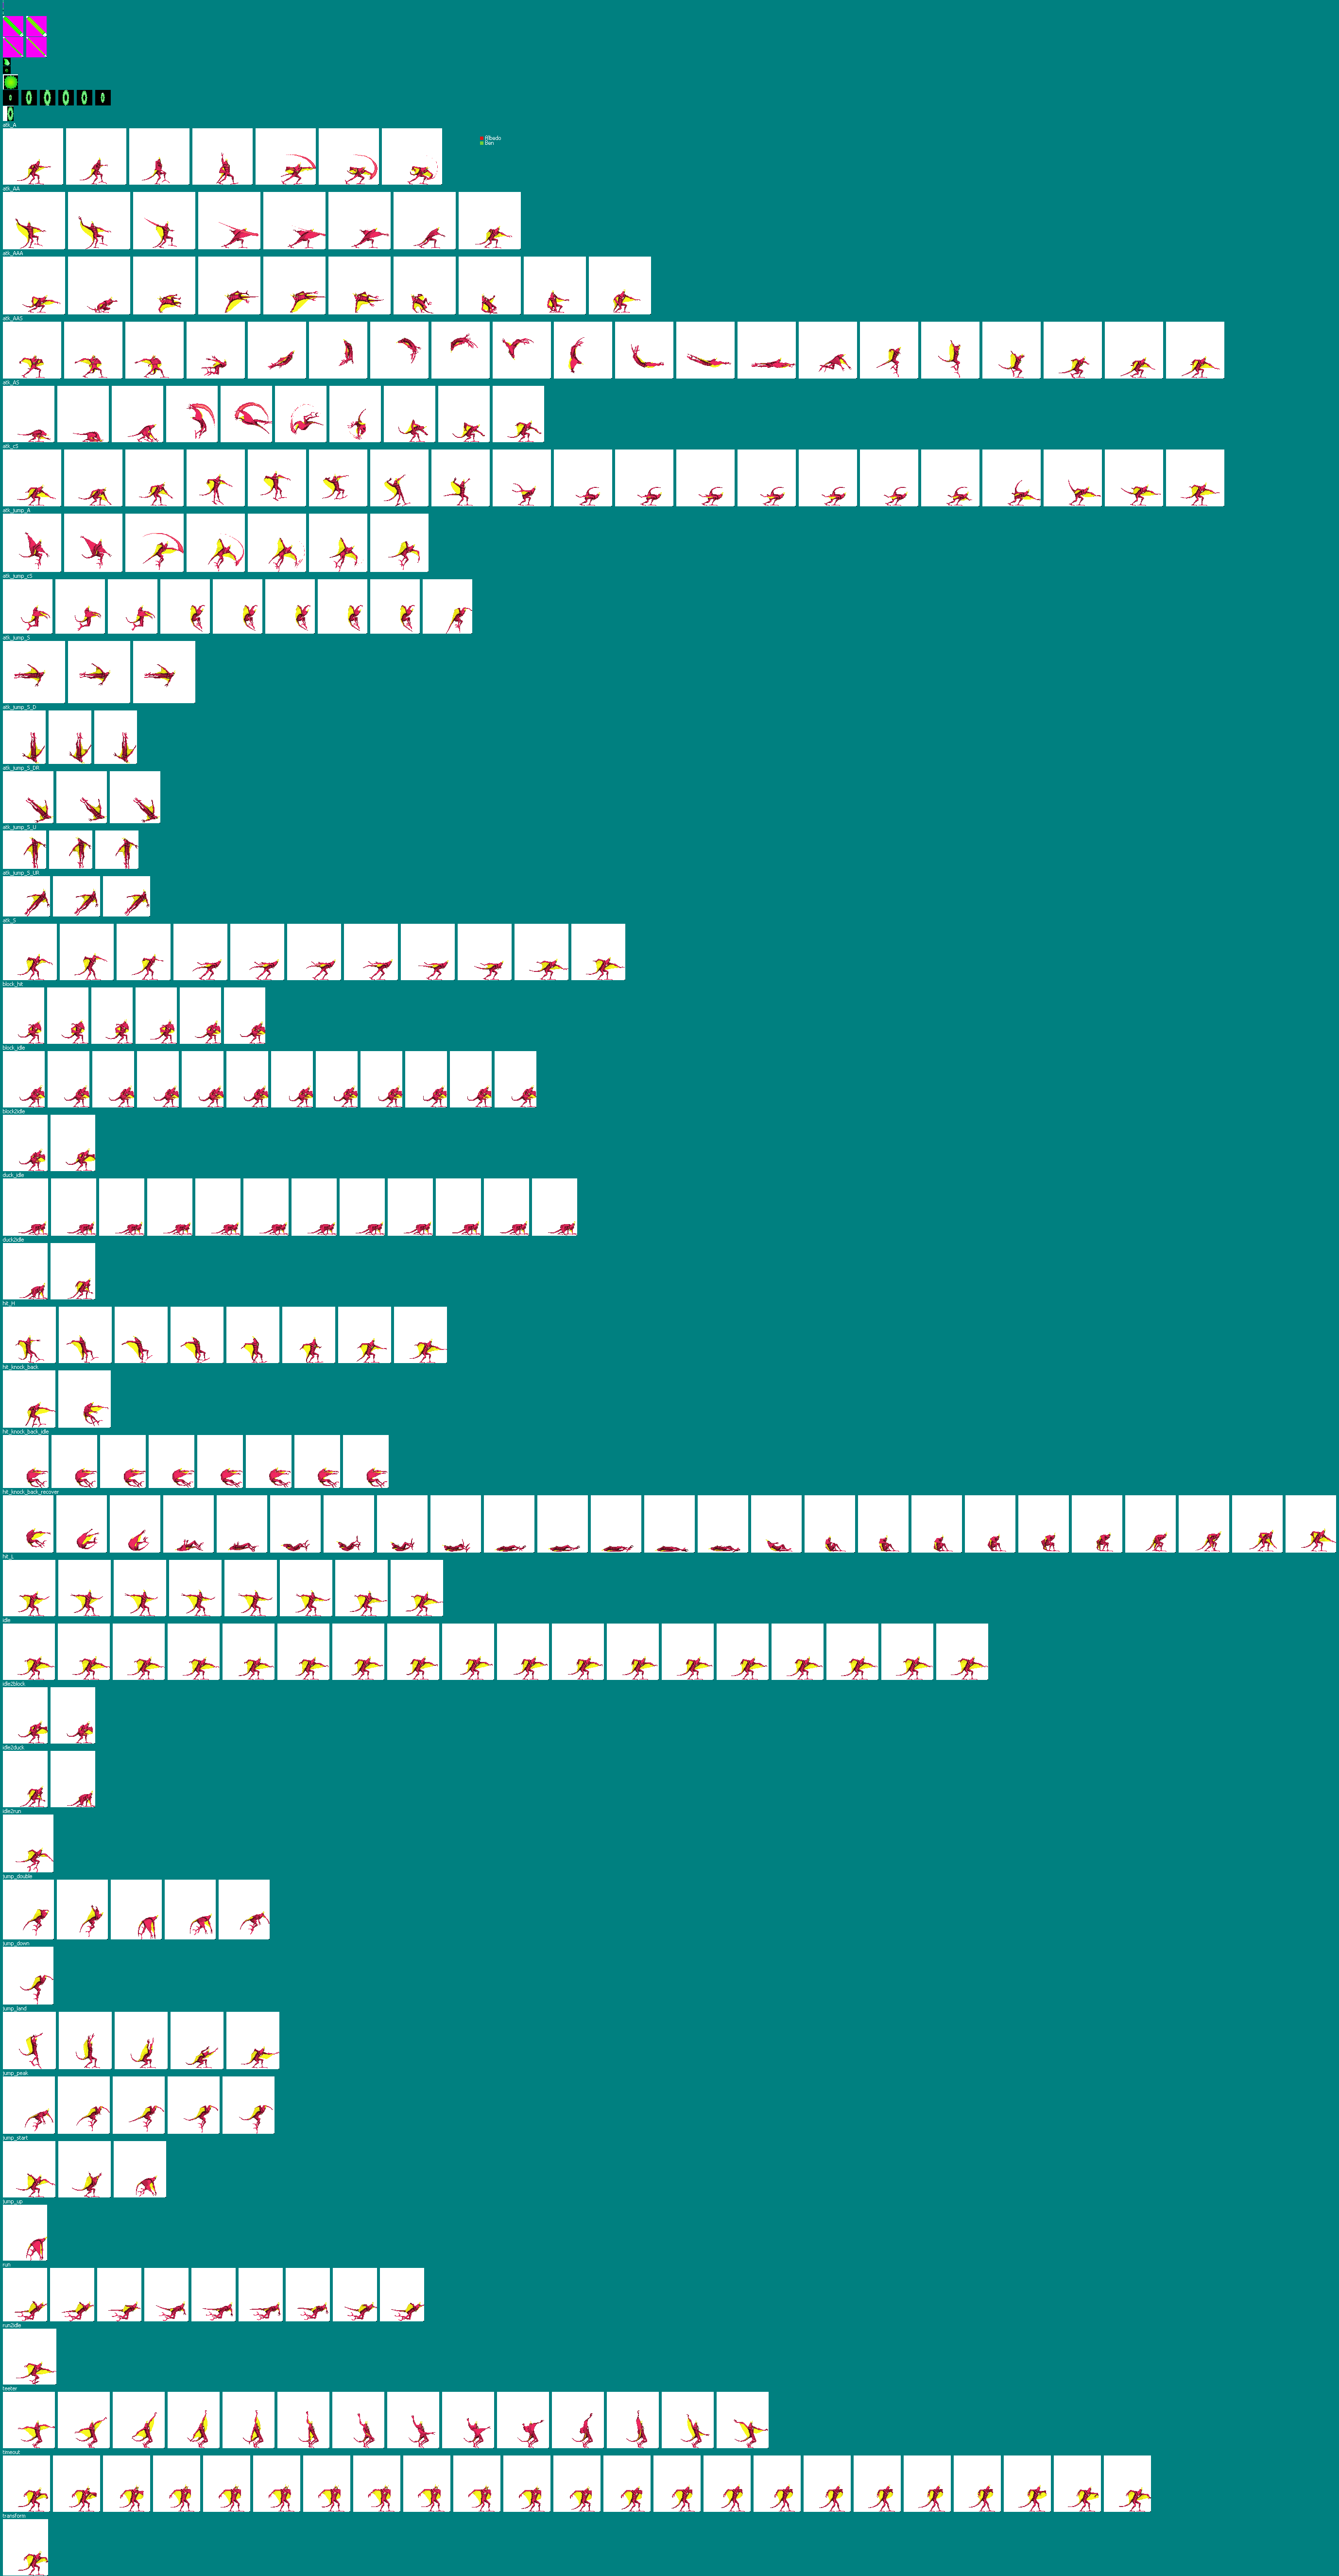 atk_A
Albedo
Ben
atk_AA
atk_AAA
atk_AAS
atk_AS
atk_cS
atk_jump_A
atk_jump_cS
atk_jump_S
atk_jump_S_D
atk_jump_S_DR
atk_jump_S_U
atk_jump_S_UR
atk_S
block_hit
block_idle
block2idle
duck_idle
duck2idle
hit_H
hit_knock_back
hit_knock_back_idle
hit_knock_back_recover
hit_L
idle
idle2block
idle2duck
idle2run
jump_double
jump_down
jump_land
jump_peak
jump_start
jump_up
run
run2idle
teeter
timeout
transform